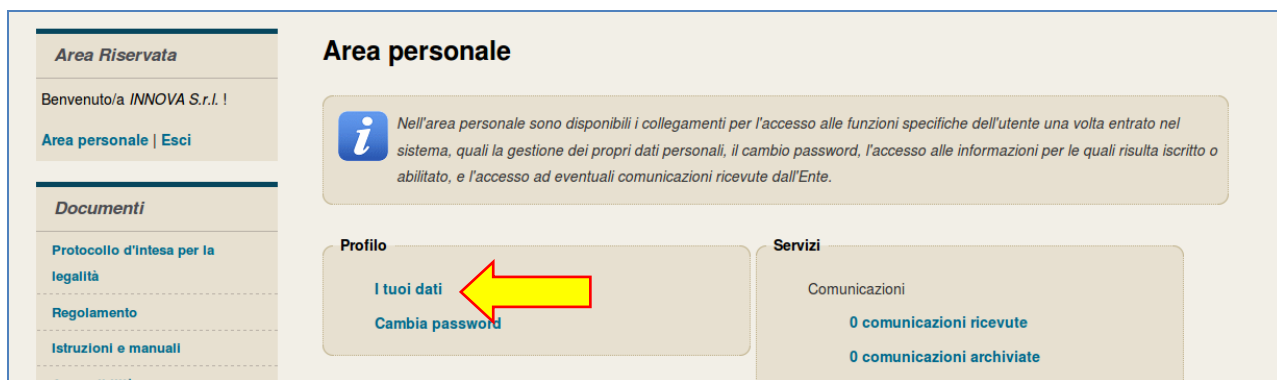 Area Riservata
Benvenuto/a INNOVA S.r.l. !
Area personale | Esci
Documenti
Protocollo d'intesa per la
legalità
Regolamento
Istruzioni e manuali
Area personale
Nell'area personale sono disponibili i collegamenti per l'accesso alle funzioni specifiche dell'utente una volta entrato nel
sistema, quali la gestione dei propri dati personali, il cambio password, l'accesso alle informazioni per le quali risulta iscritto o
abilitato, e l'accesso ad eventuali comunicazioni ricevute dall'Ente.
Profilo
I tuoi dati
Cambia password
Servizi
Comunicazioni
0 comunicazioni ricevute
0 comunicazioni archiviate